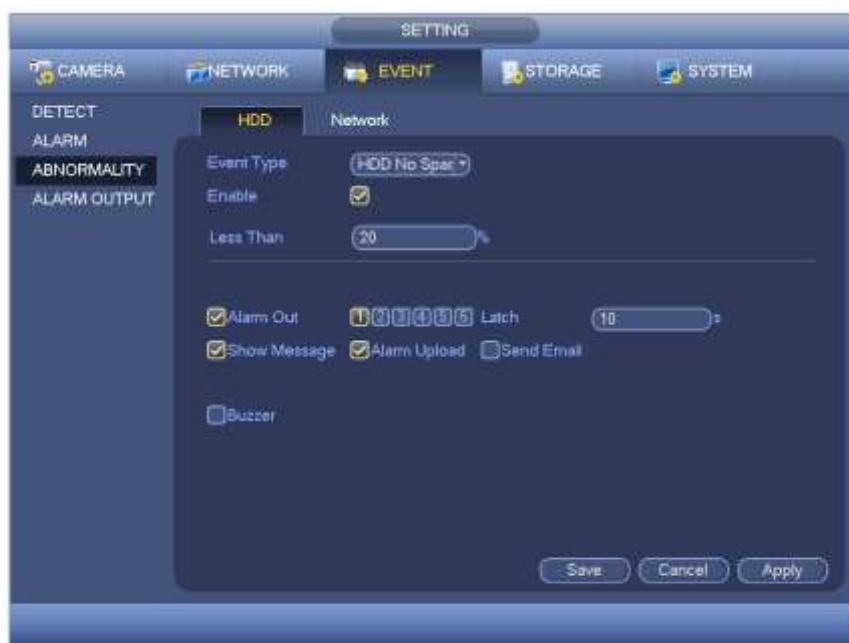 SETTING
CAMERA NETWORK EVENT STORAGE SYSTEM
DETECT
ALARM
ABNORMALITY
ALARM OUTPUT
HDD Network
Event Type HDD No Spac
Enable
Less Than 20 %
Alarm Out 1 2 3 4 5 6 Latch 10 s
Show Message Alarm Upload Send Email
Buzzer
Save Cancel Apply